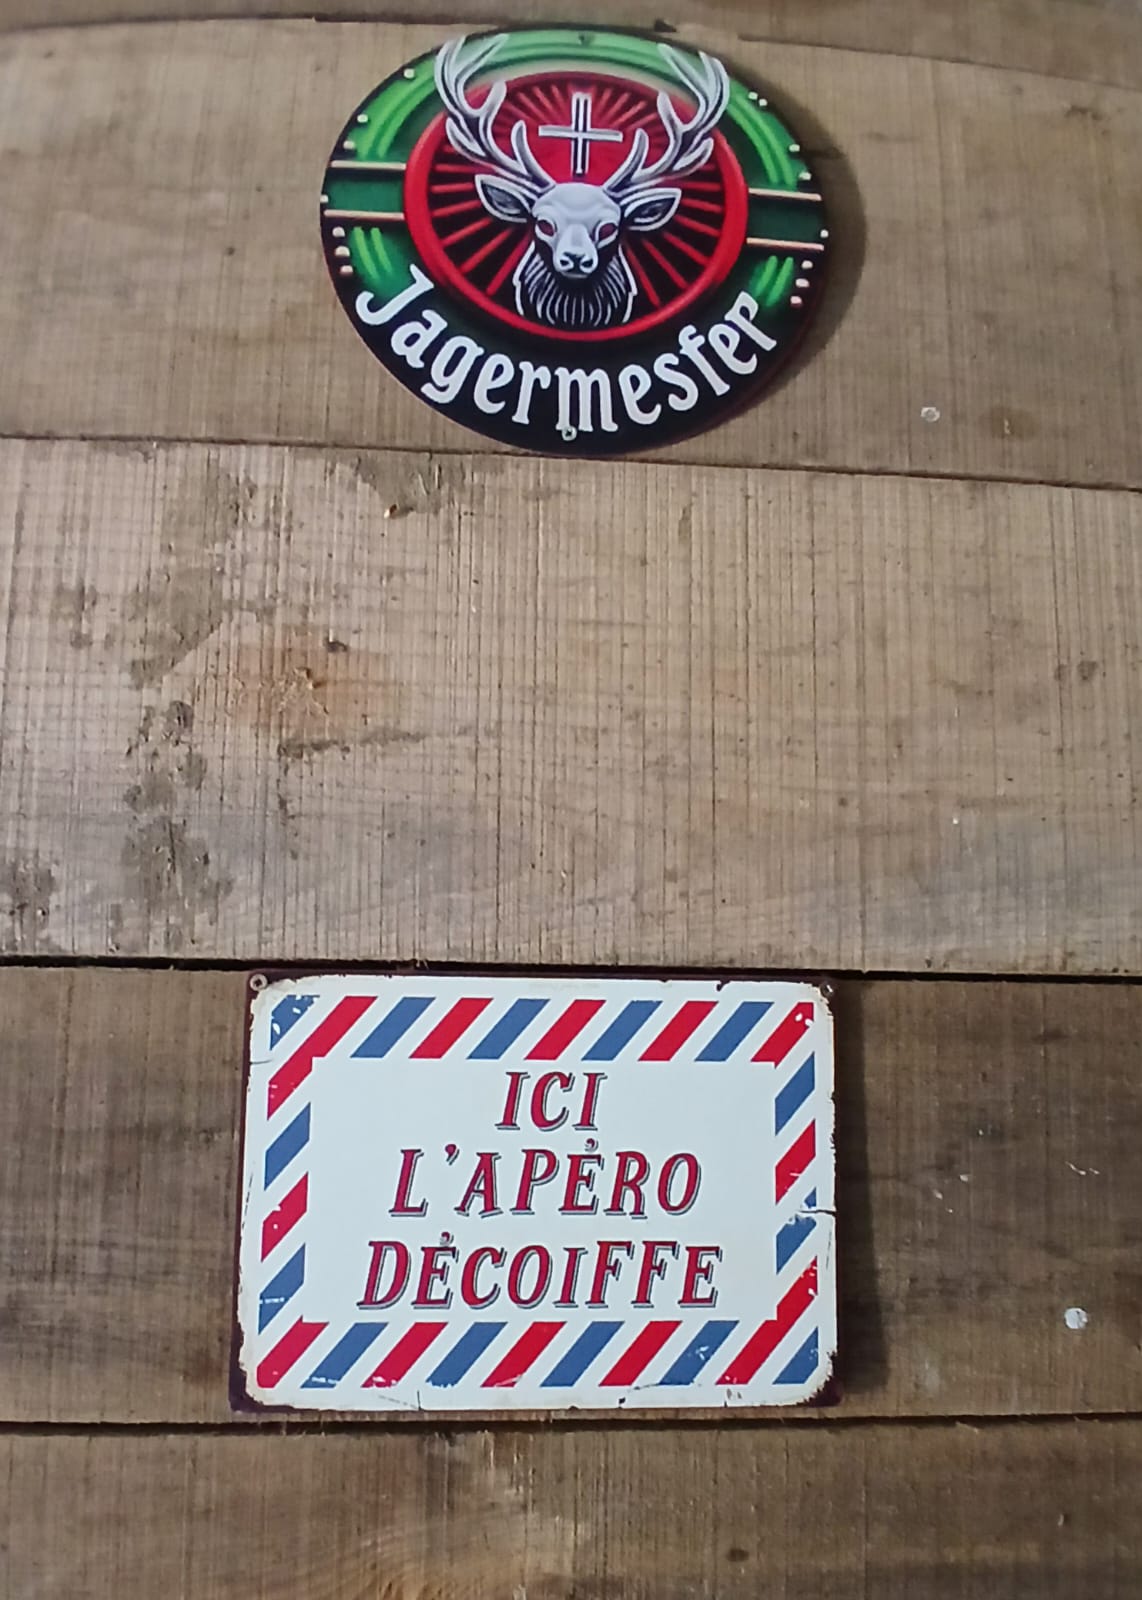 Jagermesfer
ICI
L'APÉRO
DÉCOIFFE